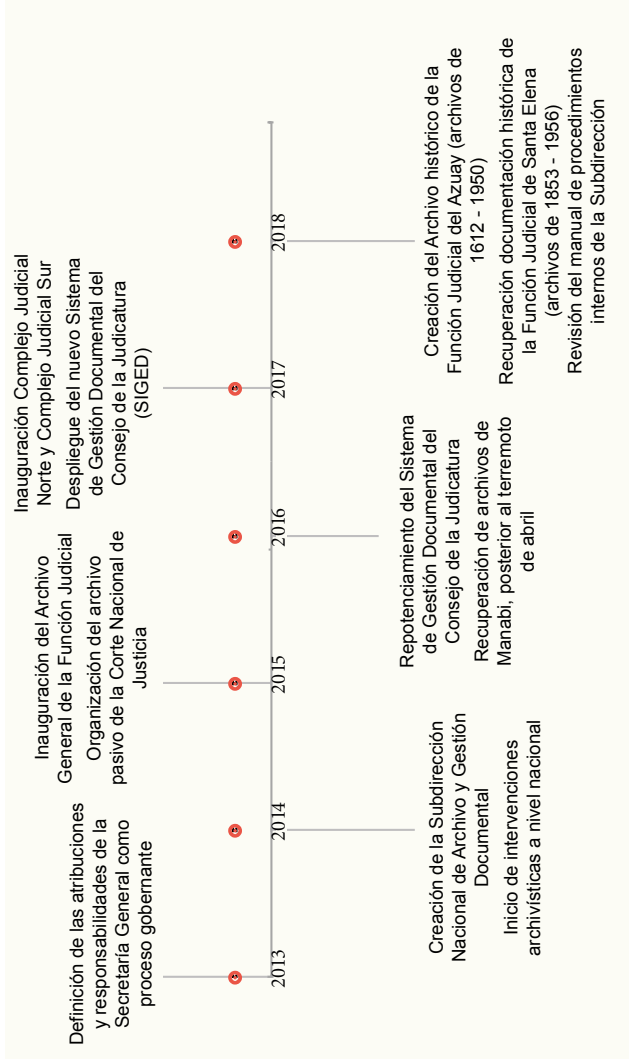 Definición de las atribuciones
y responsabilidades de la
Secretaría General como
proceso gobernante
Inauguración del Archivo
General de la Función Judicial
Organización del archivo
pasivo de la Corte Nacional de
Justicia
Inauguración Complejo Judicial
Norte y Complejo Judicial Sur
Despliegue del nuevo Sistema
de Gestión Documental del
Consejo de la Judicatura
(SIGED)
2013
2014
2015
2016
2017
2018
Creación de la Subdirección
Nacional de Archivo y Gestión
Documental
Inicio de intervenciones
archivísticas a nivel nacional
Repotenciamiento del Sistema
de Gestión Documental del
Consejo de la Judicatura
Recuperación de archivos de
Manabi, posterior al terremoto
de abril
Creación del Archivo histórico de la
Función Judicial del Azuay (archivos de
1612 - 1950)
Recuperación documentación histórica de
la Función Judicial de Santa Elena
(archivos de 1853 - 1956)
Revisión del manual de procedimientos
internos de la Subdirección